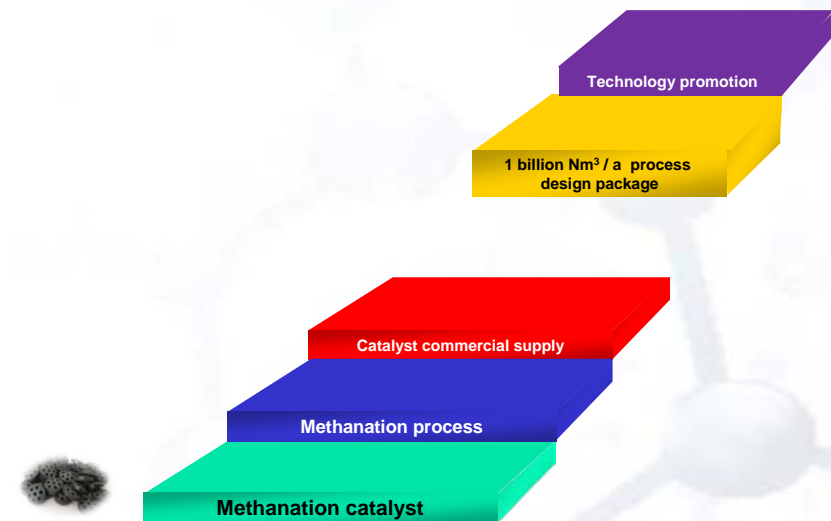 Technology promotion
1 billion Nm³ / a  process
design package
Catalyst commercial supply
Methanation process
Methanation catalyst